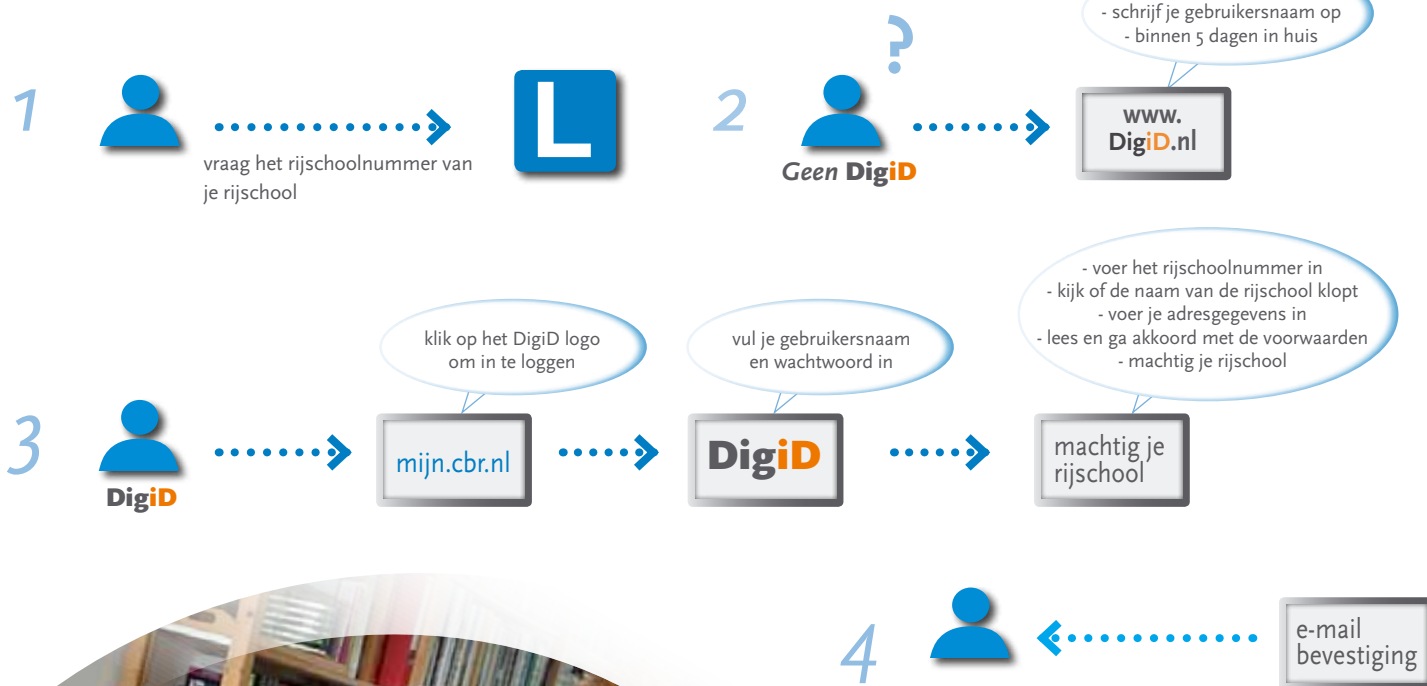 1
vraag het rijschoolnummer van
je rijschool
L
2
?
Geen DigiD
- schrijf je gebruikersnaam op
- binnen 5 dagen in huis
www.
DigiD.nl
3
DigiD
klik op het DigiD logo
om in te loggen
mijn.cbr.nl
vul je gebruikersnaam
en wachtwoord in
DigiD
- voer het rijschoolnummer in
- kijk of de naam van de rijschool klopt
- voer je adresgegevens in
- lees en ga akkoord met de voorwaarden
- machtig je rijschool
machtig je
rijschool
4
e-mail
bevestiging